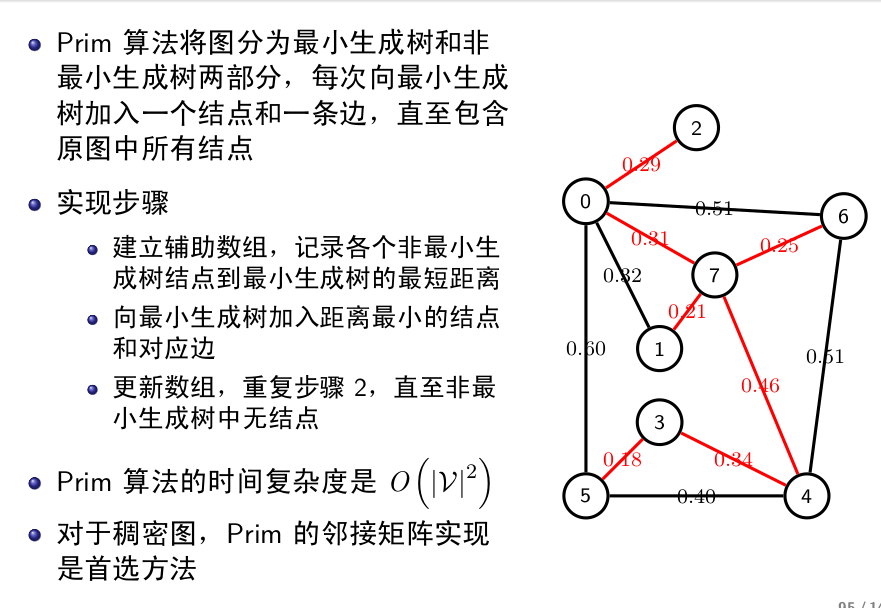 Prim 算法将图分为最小生成树和非
最小生成树两部分，每次向最小生成
树加入一个结点和一条边，直至包含
原图中所有结点
实现步骤
建立辅助数组，记录各个非最小生
成树结点到最小生成树的最短距离
向最小生成树加入距离最小的结点
和对应边
更新数组，重复步骤 2，直至非最
小生成树中无结点
Prim 算法的时间复杂度是 O(|V|²)
对于稠密图，Prim 的邻接矩阵实现
是首选方法
2
0.29
0
0.51
6
0.31
0.25
7
0.32
0.21
1
0.60
0.51
0.46
3
0.18
0.34
5
0.40
4